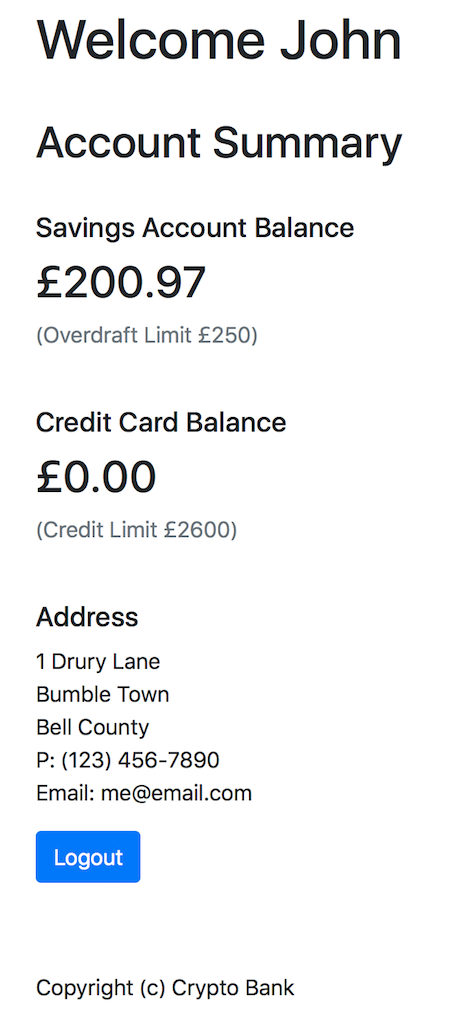 Welcome John
Account Summary
Savings Account Balance
£200.97
(Overdraft Limit £250)
Credit Card Balance
£0.00
(Credit Limit £2600)
Address
1 Drury Lane
Bumble Town
Bell County
P: (123) 456-7890
Email: me@email.com
Logout
Copyright (c) Crypto Bank